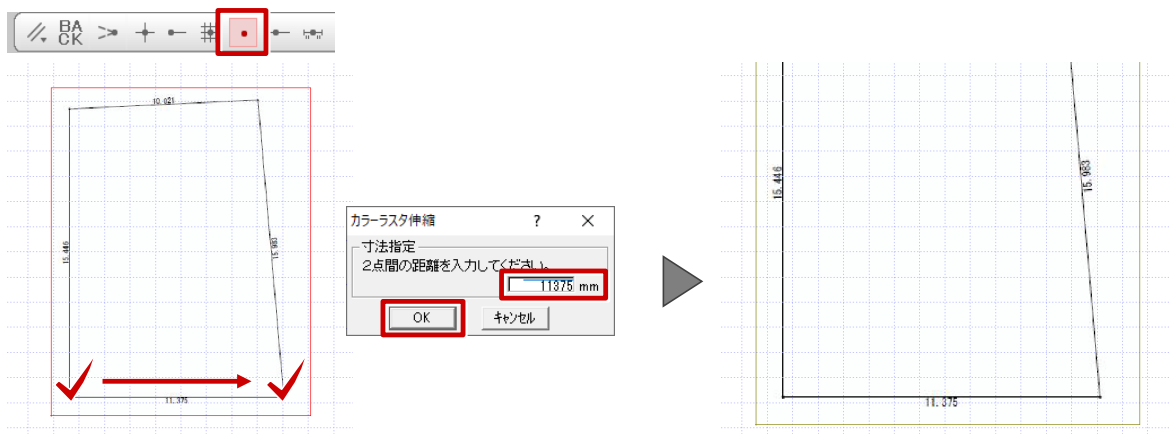 BA
CK
10.021
15.446
15.983
11.375
カラーラスタ伸縮 ? ×
寸法指定
2点間の距離を入力してください。
11375 mm
OK キャンセル
15.446
15.983
11.375